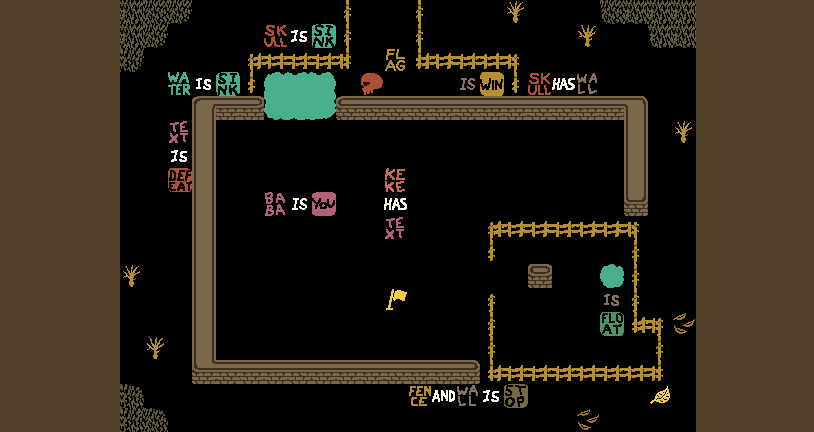 SKULL IS SINK
FLAG
WATER IS SINK
IS WIN
SKULL HAS WALL
TEXT
IS
DEFEAT
KEKE
BABA IS YOU
HAS
TEXT
IS
FLOAT
FENCE AND WALL IS STOP